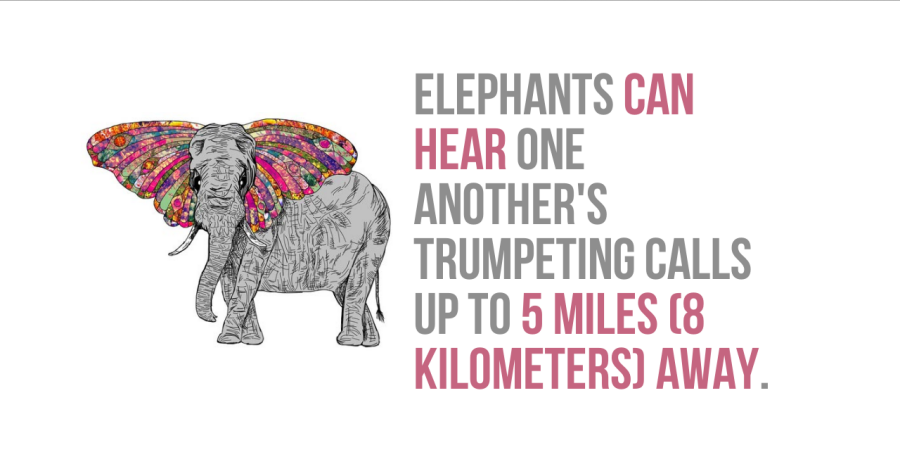 ELEPHANTS CAN
HEAR ONE
ANOTHER'S
TRUMPETING CALLS
UP TO 5 MILES (8
KILOMETERS) AWAY.